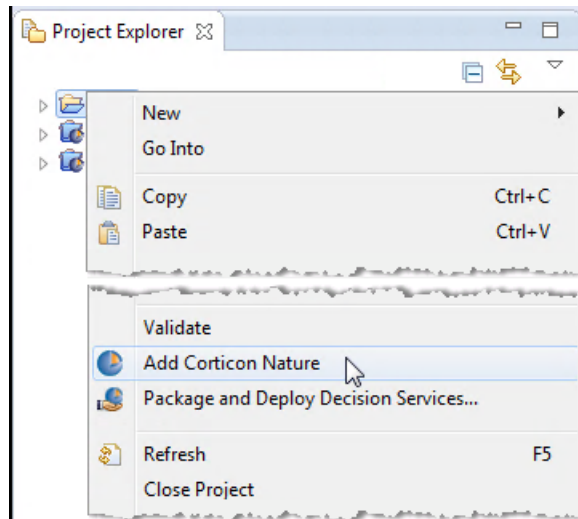 Project Explorer
New
Go Into
Copy Ctrl+C
Paste Ctrl+V
Validate
Add Corticon Nature
Package and Deploy Decision Services...
Refresh F5
Close Project